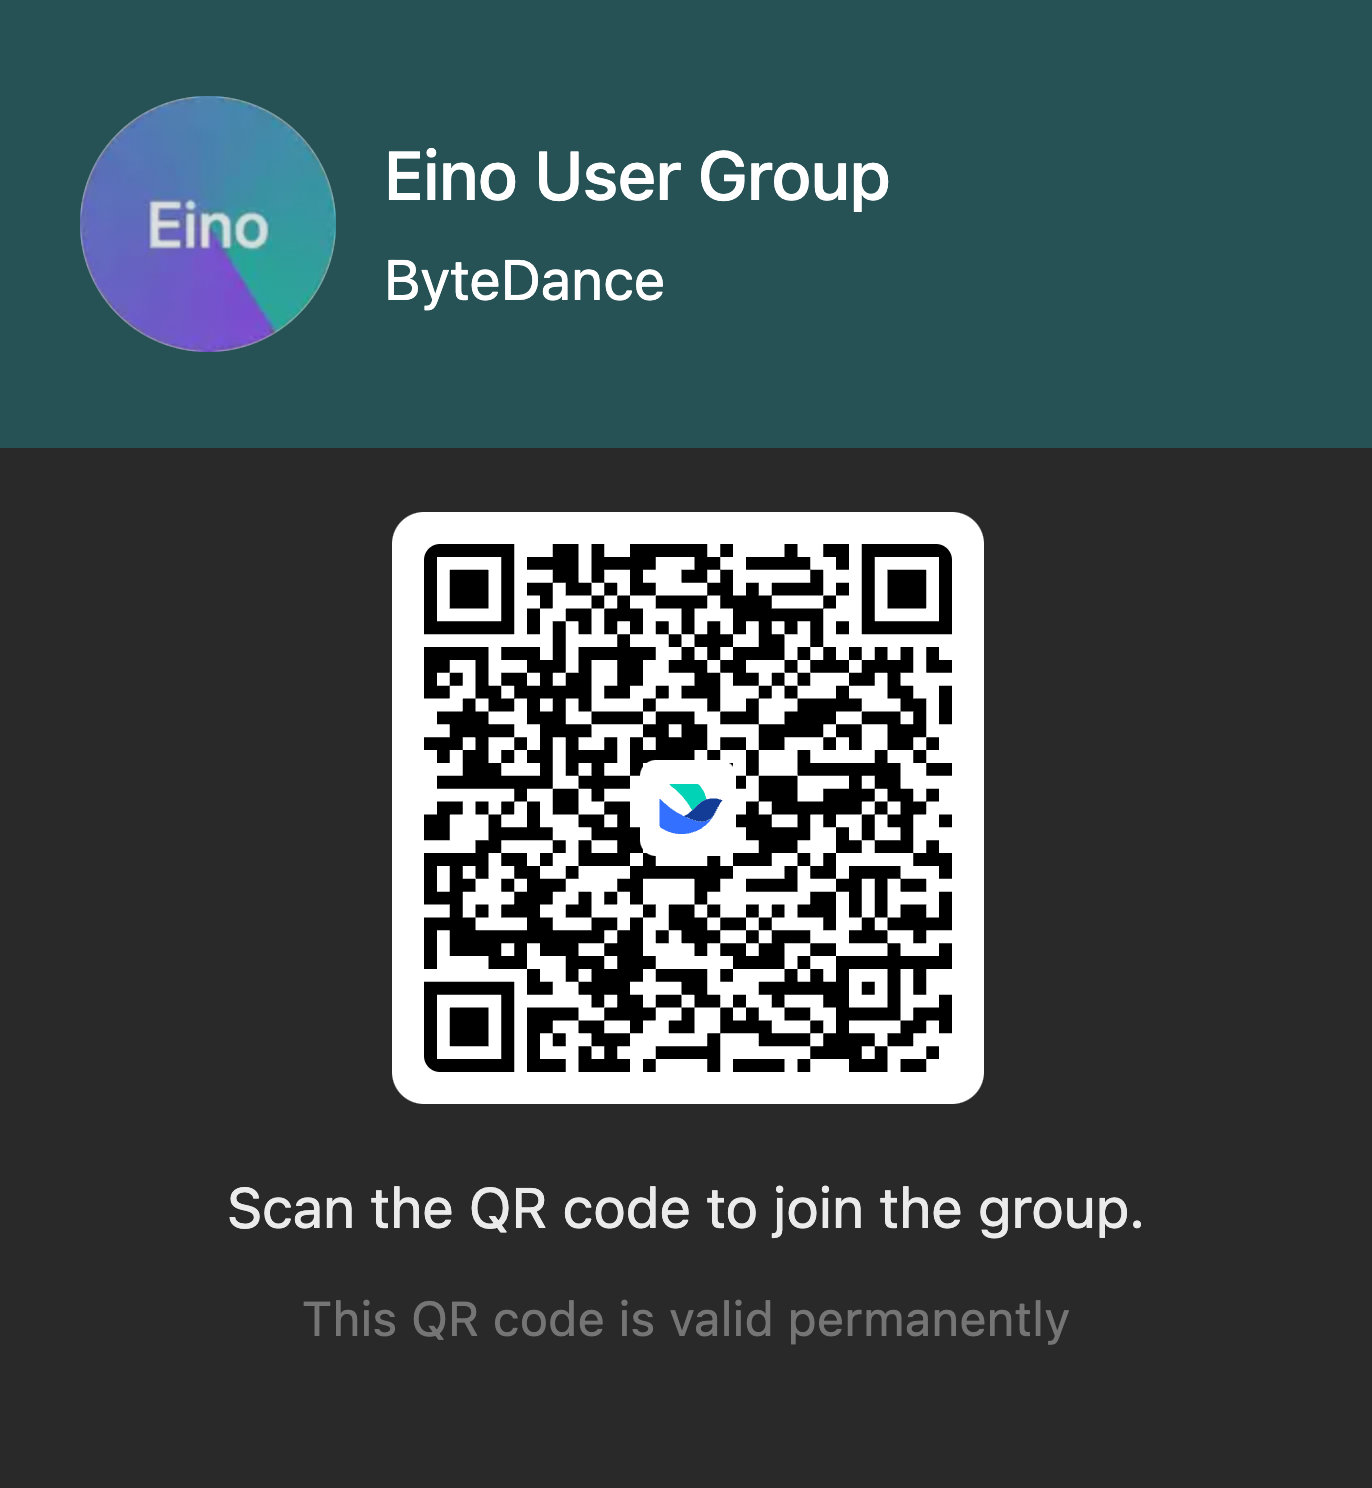 Eino
Eino User Group
ByteDance
Scan the QR code to join the group.
This QR code is valid permanently